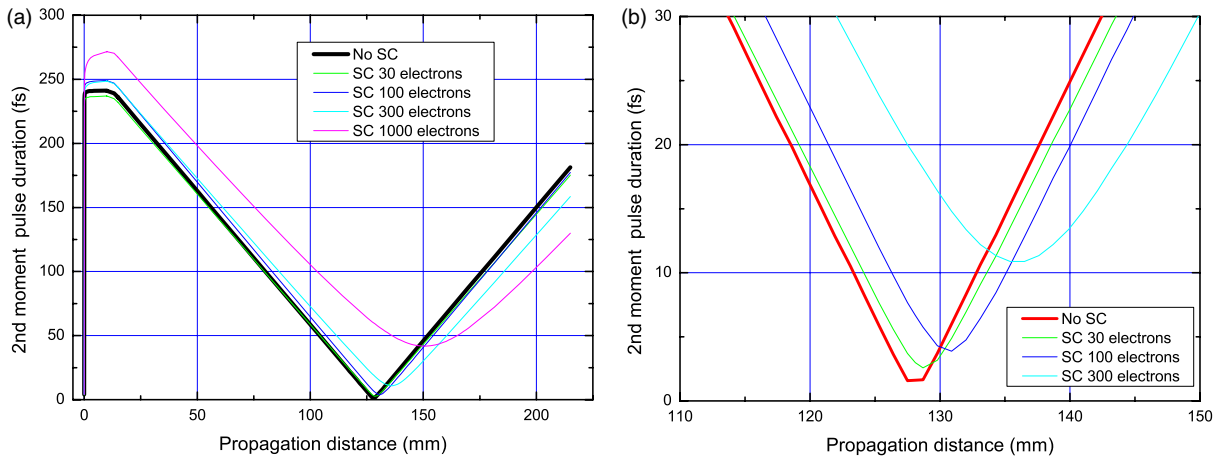 (a)
300
250
200
150
100
50
0
2nd moment pulse duration (fs)
0 50 100 150 200
Propagation distance (mm)
No SC
SC 30 electrons
SC 100 electrons
SC 300 electrons
SC 1000 electrons
(b)
30
20
10
0
2nd moment pulse duration (fs)
110 120 130 140 150
Propagation distance (mm)
No SC
SC 30 electrons
SC 100 electrons
SC 300 electrons